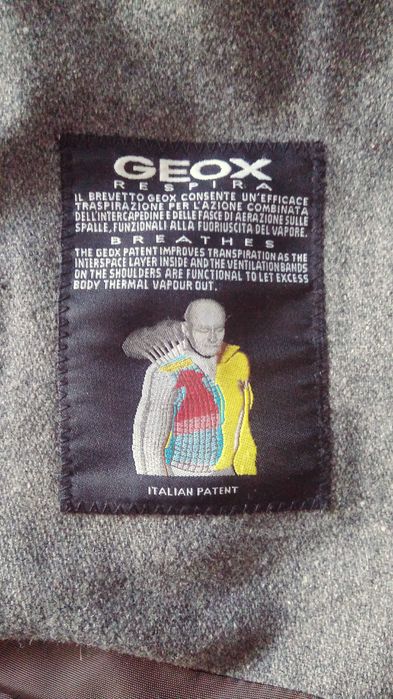 GEOX
RESPIRA
IL BREVETTO GEOX CONSENTE UN'EFFICACE
TRASPIRAZIONE PER L'AZIONE COMBINATA
DELL'INTERCAPEDINE E DELLE FASCE DI AERAZIONE SULLE
SPALLE, FUNZIONALI ALLA FUORIUSCITA DEL VAPORE.
BREATHES
THE GEOX PATENT IMPROVES TRANSPIRATION AS THE
INTERSPACE LAYER INSIDE AND THE VENTILATION BANDS
ON THE SHOULDERS ARE FUNCTIONAL TO LET EXCESS
BODY THERMAL VAPOUR OUT.
ITALIAN PATENT